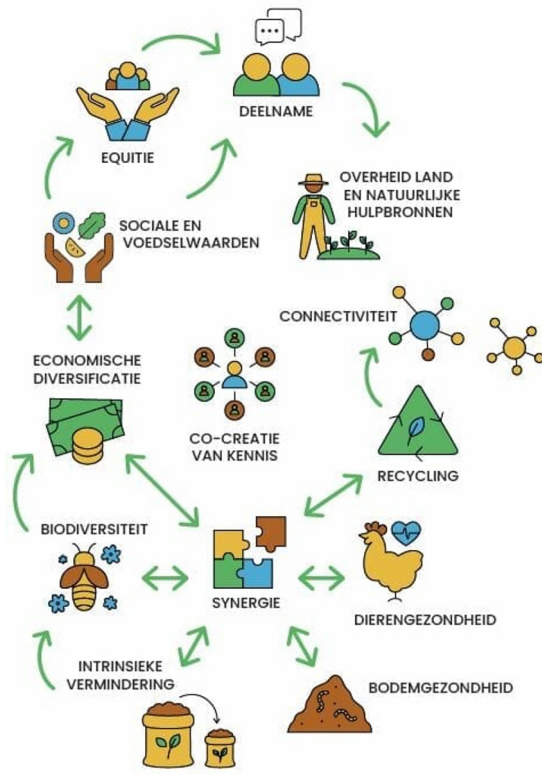 DEELNAME
EQUITIE
OVERHEID LAND
EN NATUURLIJKE
HULPBRONNEN
SOCIALE EN
VOEDSELWAARDEN
CONNECTIVITEIT
ECONOMISCHE
DIVERSIFICATIE
CO-CREATIE
VAN KENNIS
RECYCLING
BIODIVERSITEIT
SYNERGIE
DIERENGEZONDHEID
INTRINSIEKE
VERMINDERING
BODEMGEZONDHEID